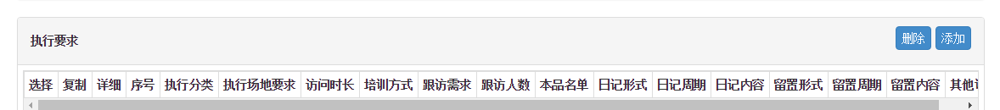 执行要求 删除 添加
选择 复制 详细 序号 执行分类 执行场地要求 访问时长 培训方式 跟访需求 跟访人数 本品名单 日记形式 日记周期 日记内容 留置形式 留置周期 留置内容 其他